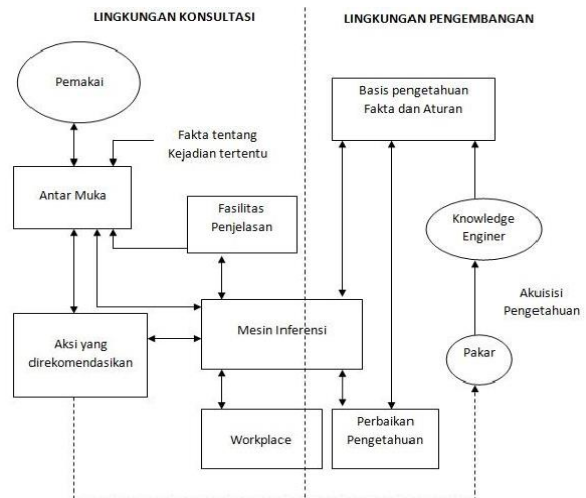 LINGKUNGAN KONSULTASI
LINGKUNGAN PENGEMBANGAN
Pemakai
Basis pengetahuan
Fakta dan Aturan
Fakta tentang
Kejadian tertentu
Antar Muka
Fasilitas
Penjelasan
Knowledge
Enginer
Akuisisi
Pengetahuan
Mesin Inferensi
Aksi yang
direkomendasikan
Pakar
Workplace
Perbaikan
Pengetahuan